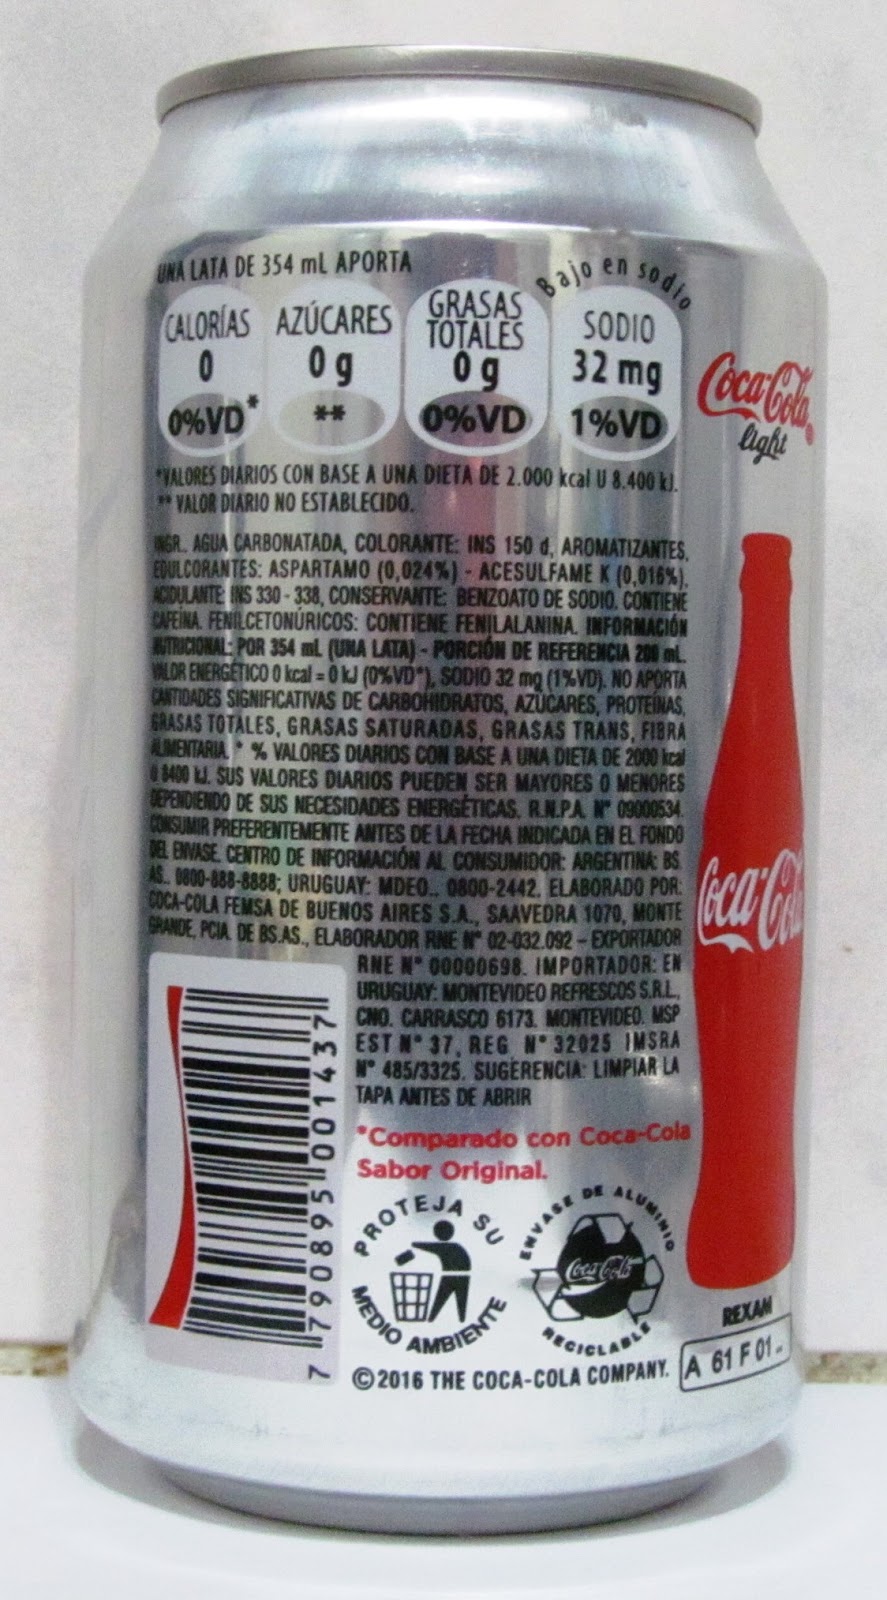 UNA LATA DE 354 mL APORTA
Bajo en sodio
CALORÍAS
0
0%VD*
AZÚCARES
0 g
**
GRASAS
TOTALES
0 g
0%VD
SODIO
32 mg
1%VD
*VALORES DIARIOS CON BASE A UNA DIETA DE 2.000 kcal U 8.400 kJ.
** VALOR DIARIO NO ESTABLECIDO.
INGR.. AGUA CARBONATADA, COLORANTE: INS 150 d, AROMATIZANTES,
EDULCORANTES: ASPARTAMO (0,024%) - ACESULFAME K (0,016%).
ACIDULANTE INS 330 - 338, CONSERVANTE: BENZOATO DE SODIO. CONTIENE
CAFEÍNA. FENILCETONÚRICOS: CONTIENE FENILALANINA. INFORMACIÓN
NUTRICIONAL: POR 354 mL (UNA LATA) - PORCIÓN DE REFERENCIA 200 mL.
VALOR ENERGÉTICO 0 kcal = 0 kJ (0%VD*), SODIO 32 mg (1%VD). NO APORTA
CANTIDADES SIGNIFICATIVAS DE CARBOHIDRATOS, AZÚCARES, PROTEÍNAS,
GRASAS TOTALES, GRASAS SATURADAS, GRASAS TRANS, FIBRA
ALIMENTARIA. * % VALORES DIARIOS CON BASE A UNA DIETA DE 2000 kcal
U 8400 kJ. SUS VALORES DIARIOS PUEDEN SER MAYORES O MENORES
DEPENDIENDO DE SUS NECESIDADES ENERGÉTICAS. R.N.P.A. N° 09000534.
CONSUMIR PREFERENTEMENTE ANTES DE LA FECHA INDICADA EN EL FONDO
DEL ENVASE. CENTRO DE INFORMACIÓN AL CONSUMIDOR: ARGENTINA: BS.
AS.. 0800-888-8888; URUGUAY: MDEO.. 0800-2442. ELABORADO POR:
COCA-COLA FEMSA DE BUENOS AIRES S.A., SAAVEDRA 1070, MONTE
GRANDE, PCIA. DE BS.AS., ELABORADOR RNE N° 02-032.092 – EXPORTADOR
RNE N° 00000698. IMPORTADOR: EN
URUGUAY: MONTEVIDEO REFRESCOS S.R.L.,
CNO. CARRASCO 6173. MONTEVIDEO. MSP
EST N° 37, REG N° 32025 IMSRA
N° 485/3325. SUGERENCIA: LIMPIAR LA
TAPA ANTES DE ABRIR
*Comparado con Coca-Cola
Sabor Original.
7 790895 001437
PROTEJA SU
MEDIO AMBIENTE
ENVASE DE ALUMINIO
Coca-Cola
RECICLABLE
©2016 THE COCA-COLA COMPANY.
Coca-Cola
light
Coca-Cola
REXAM
A 61 F 01